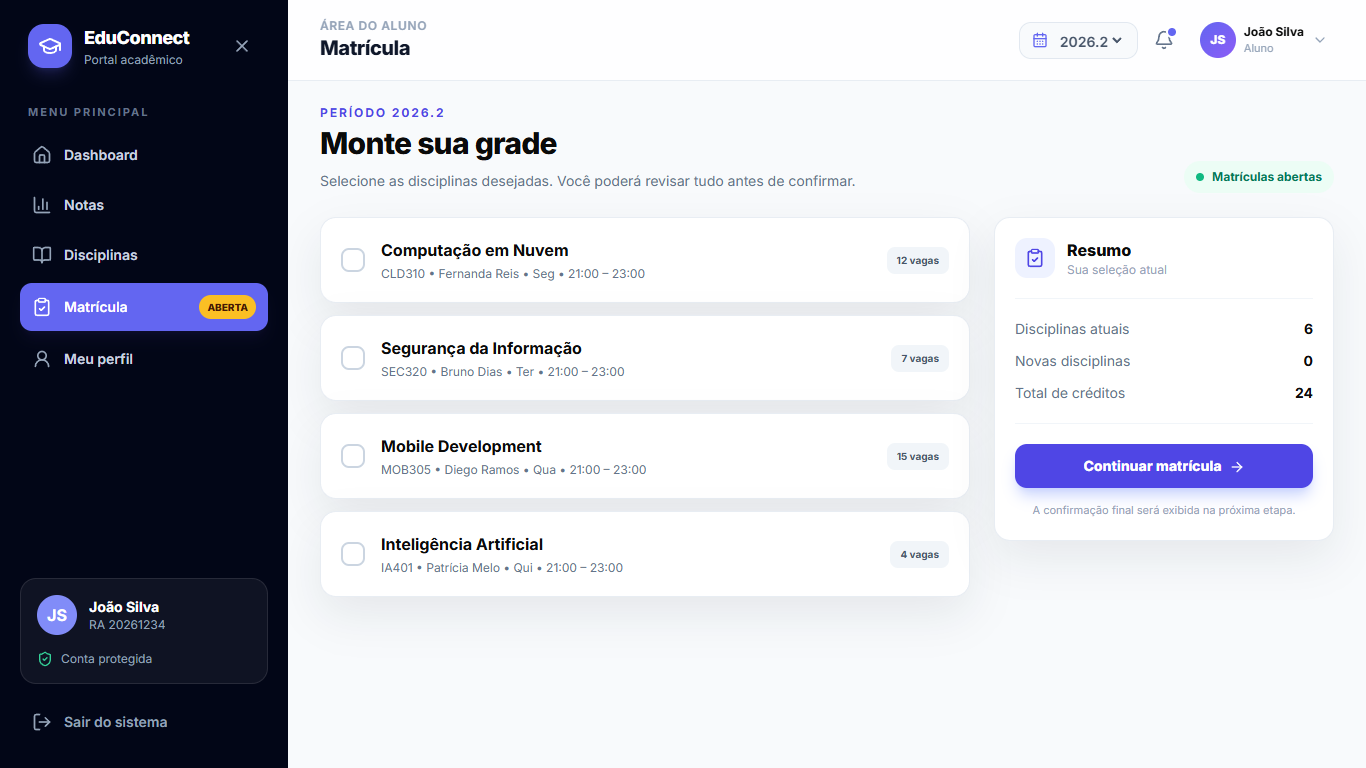 EduConnect
Portal acadêmico
MENU PRINCIPAL
Dashboard
Notas
Disciplinas
Matrícula
ABERTA
Meu perfil
JS
João Silva
RA 20261234
Conta protegida
Sair do sistema
ÁREA DO ALUNO
Matrícula
2026.2
JS
João Silva
Aluno
PERÍODO 2026.2
Monte sua grade
Selecione as disciplinas desejadas. Você poderá revisar tudo antes de confirmar.
Matrículas abertas
Computação em Nuvem
CLD310 • Fernanda Reis • Seg • 21:00 – 23:00
12 vagas
Segurança da Informação
SEC320 • Bruno Dias • Ter • 21:00 – 23:00
7 vagas
Mobile Development
MOB305 • Diego Ramos • Qua • 21:00 – 23:00
15 vagas
Inteligência Artificial
IA401 • Patrícia Melo • Qui • 21:00 – 23:00
4 vagas
Resumo
Sua seleção atual
Disciplinas atuais 6
Novas disciplinas 0
Total de créditos 24
Continuar matrícula →
A confirmação final será exibida na próxima etapa.